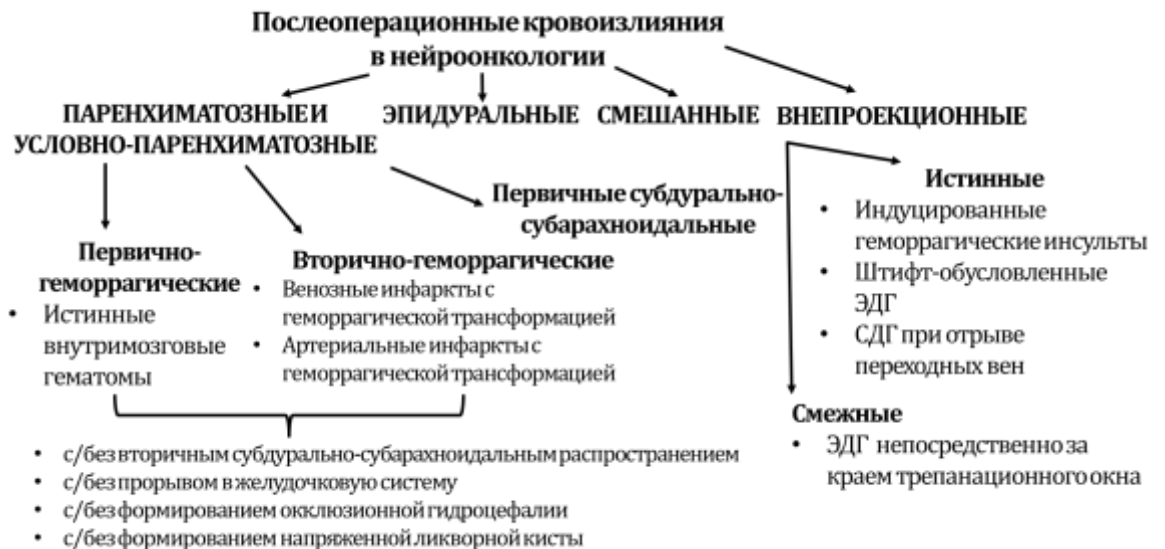 Послеоперационные кровоизлияния
в нейроонкологии
ПАРЕНХИМАТОЗНЫЕ И
УСЛОВНО-ПАРЕНХИМАТОЗНЫЕ
ЭПИДУРАЛЬНЫЕ
СМЕШАННЫЕ
ВНЕПРОЕКЦИОННЫЕ
Первично-
геморрагические
• Истинные
внутримозговые
гематомы
Вторично-геморрагические
• Венозные инфаркты с
геморрагической трансформацией
• Артериальные инфаркты с
геморрагической трансформацией
Первичные субдурально-
субарахноидальные
• с/без вторичным субдурально-субарахноидальным распространением
• с/без прорывом в желудочковую систему
• с/без формированием окклюзионной гидроцефалии
• с/без формированием напряженной ликворной кисты
Истинные
• Индуцированные
геморрагические инсульты
• Штифт-обусловленные
ЭДГ
• СДГ при отрыве
переходных вен
Смежные
• ЭДГ непосредственно за
краем трепанационного окна